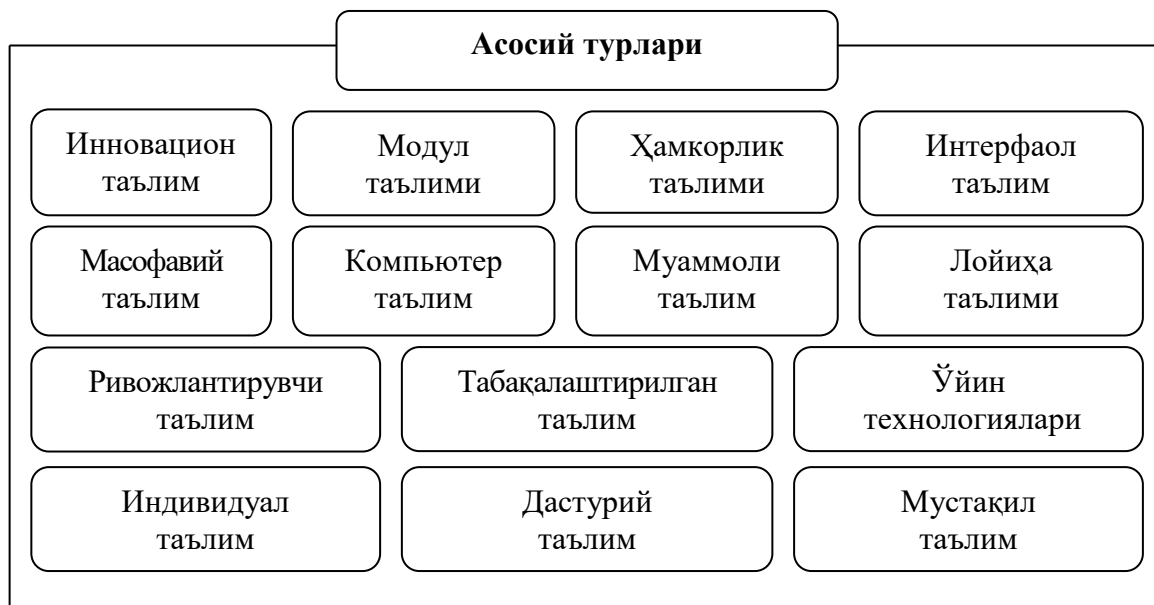 Асосий турлари
Инновацион
таълим
Модул
таълими
Ҳамкорлик
таълими
Интерфаол
таълим
Масофавий
таълим
Компьютер
таълим
Муаммоли
таълим
Лойиҳа
таълими
Ривожлантирувчи
таълим
Табақалаштирилган
таълим
Ўйин
технологиялари
Индивидуал
таълим
Дастурий
таълим
Мустақил
таълим